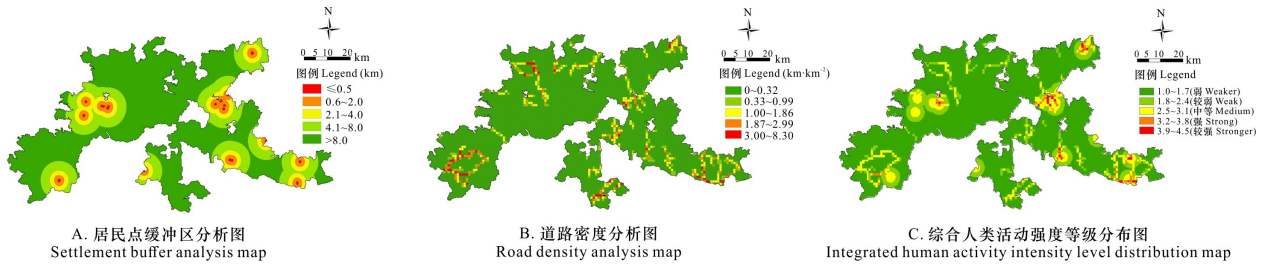 N
0 5 10 20
km
图例 Legend (km)
≤0.5
0.6~2.0
2.1~4.0
4.1~8.0
>8.0
A. 居民点缓冲区分析图
Settlement buffer analysis map
N
0 5 10 20
km
图例 Legend (km·km⁻²)
0~0.32
0.33~0.99
1.00~1.86
1.87~2.99
3.00~8.30
B. 道路密度分析图
Road density analysis map
N
0 5 10 20
km
图例 Legend
1.0~1.7(弱 Weaker)
1.8~2.4(较弱 Weak)
2.5~3.1(中等 Medium)
3.2~3.8(强 Strong)
3.9~4.5(较强 Stronger)
C. 综合人类活动强度等级分布图
Integrated human activity intensity level distribution map